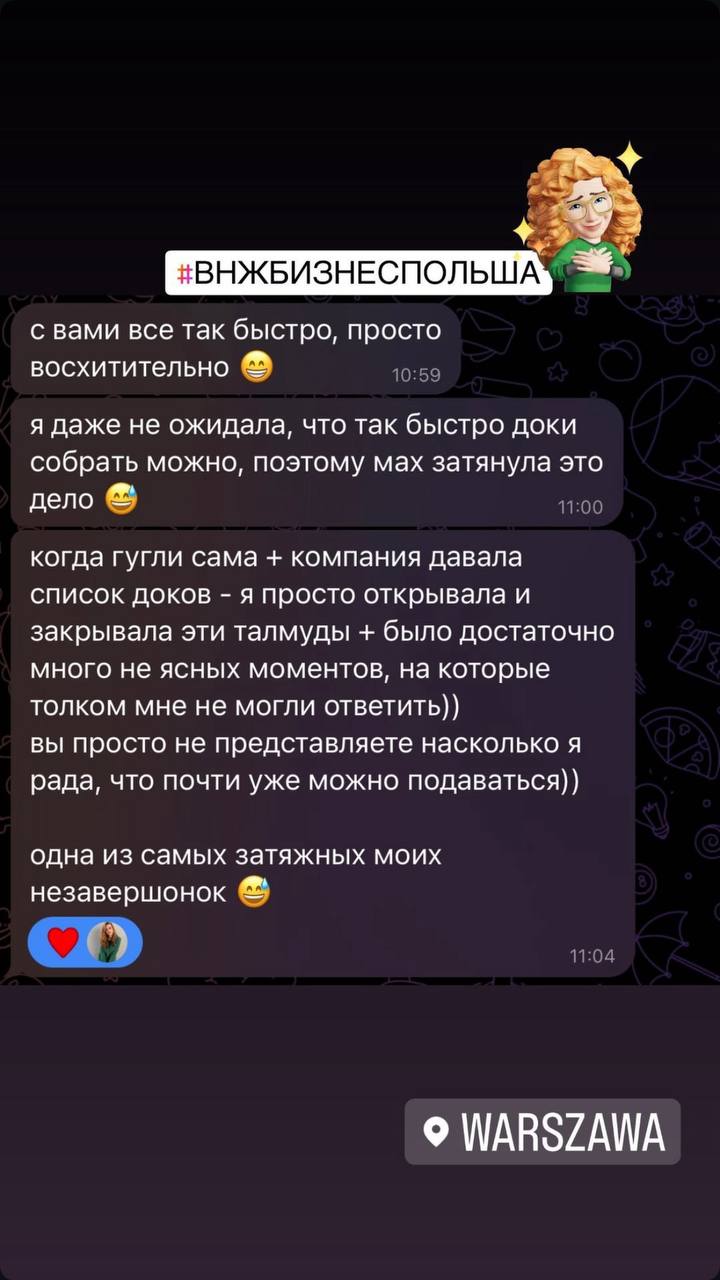 #ВНЖБИЗНЕСПОЛЬША
с вами все так быстро, просто
восхитительно 😁
10:59
я даже не ожидала, что так быстро доки
собрать можно, поэтому мах затянула это
дело 😅
11:00
когда гугли сама + компания давала
список доков - я просто открывала и
закрывала эти талмуды + было достаточно
много не ясных моментов, на которые
толком мне не могли ответить))
вы просто не представляете насколько я
рада, что почти уже можно подаваться))
одна из самых затяжных моих
незавершонок 😅
11:04
WARSZAWA